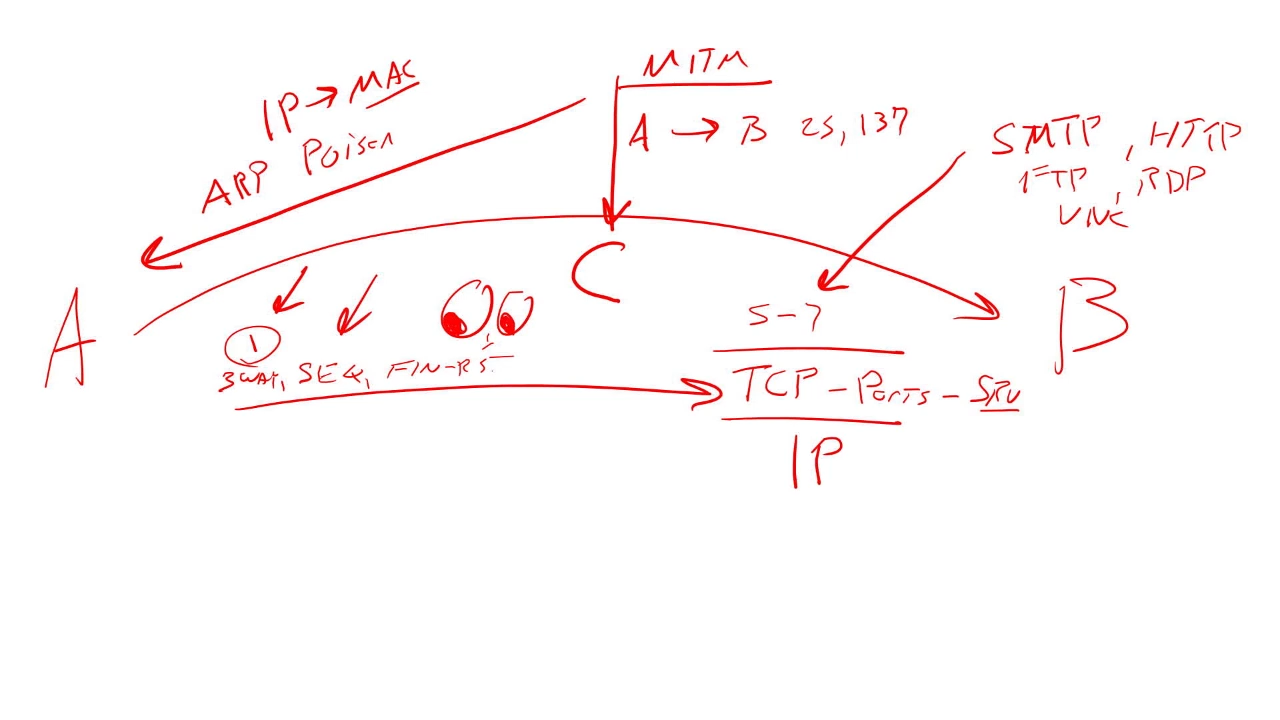 MITM
IP → MAC
ARP Poison
A → B 25, 137
SMTP, HTTP
FTP, RDP
VNC
A
C
B
1
3WAY, SEQ, FIN-RST
5-7
TCP - Ports - SRV
IP